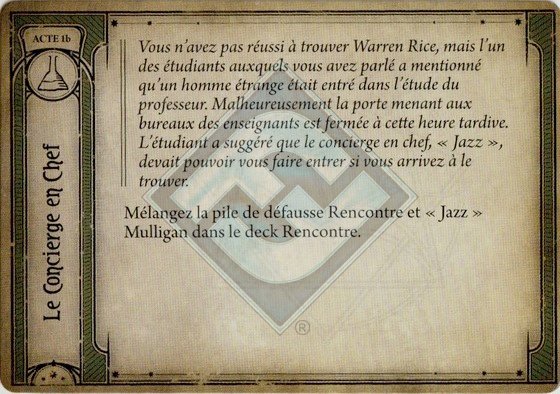 ACTE 1b
Le Concierge en Chef
Vous n'avez pas réussi à trouver Warren Rice, mais l'un
des étudiants auxquels vous avez parlé a mentionné
qu'un homme étrange était entré dans l'étude du
professeur. Malheureusement la porte menant aux
bureaux des enseignants est fermée à cette heure tardive.
L'étudiant a suggéré que le concierge en chef, « Jazz »,
devait pouvoir vous faire entrer si vous arrivez à le
trouver.
Mélangez la pile de défausse Rencontre et « Jazz »
Mulligan dans le deck Rencontre.
®